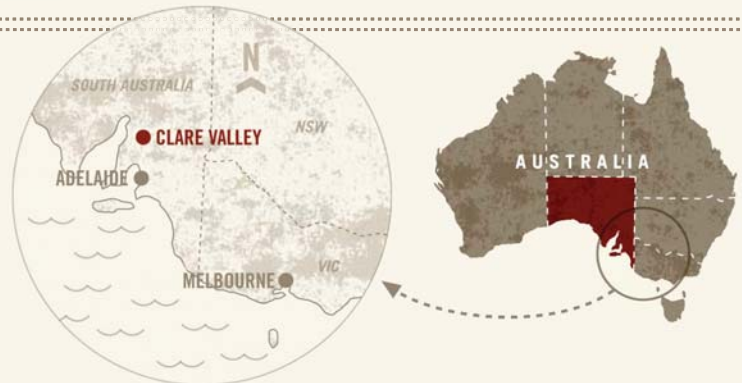 N
SOUTH AUSTRALIA
NSW
CLARE VALLEY
ADELAIDE
VIC
MELBOURNE
AUSTRALIA